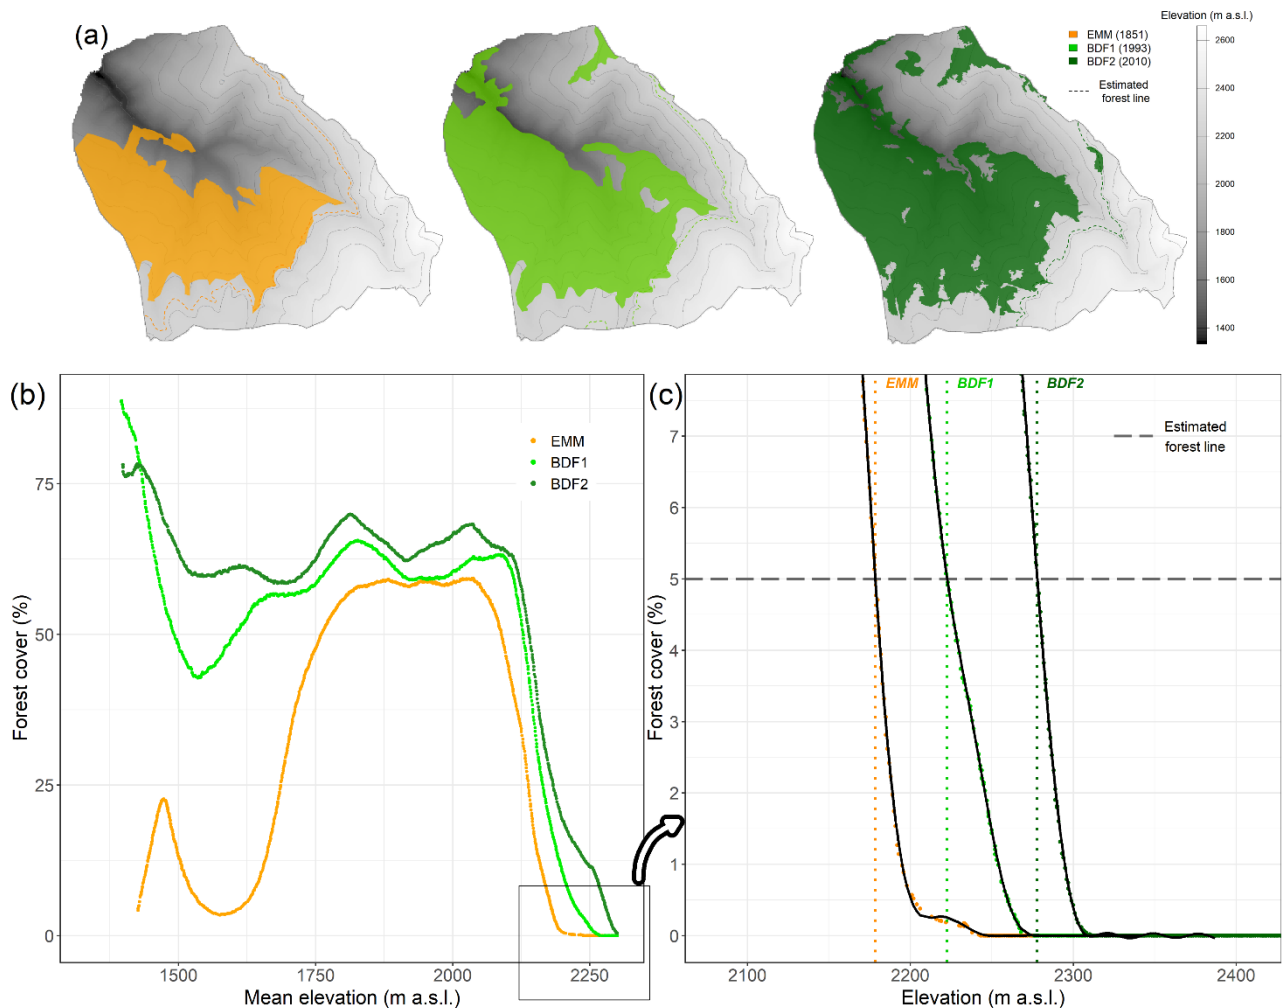 (a)
EMM (1851)
BDF1 (1993)
BDF2 (2010)
Estimated
forest line
Elevation (m a.s.l.)
2600
2400
2200
2000
1800
1600
1400
(b)
EMM
BDF1
BDF2
75
50
25
0
Forest cover (%)
1500
1750
2000
2250
Mean elevation (m a.s.l.)
(c)
EMM
BDF1
BDF2
Estimated
forest line
7
6
5
4
3
2
1
0
Forest cover (%)
2100
2200
2300
2400
Elevation (m a.s.l.)